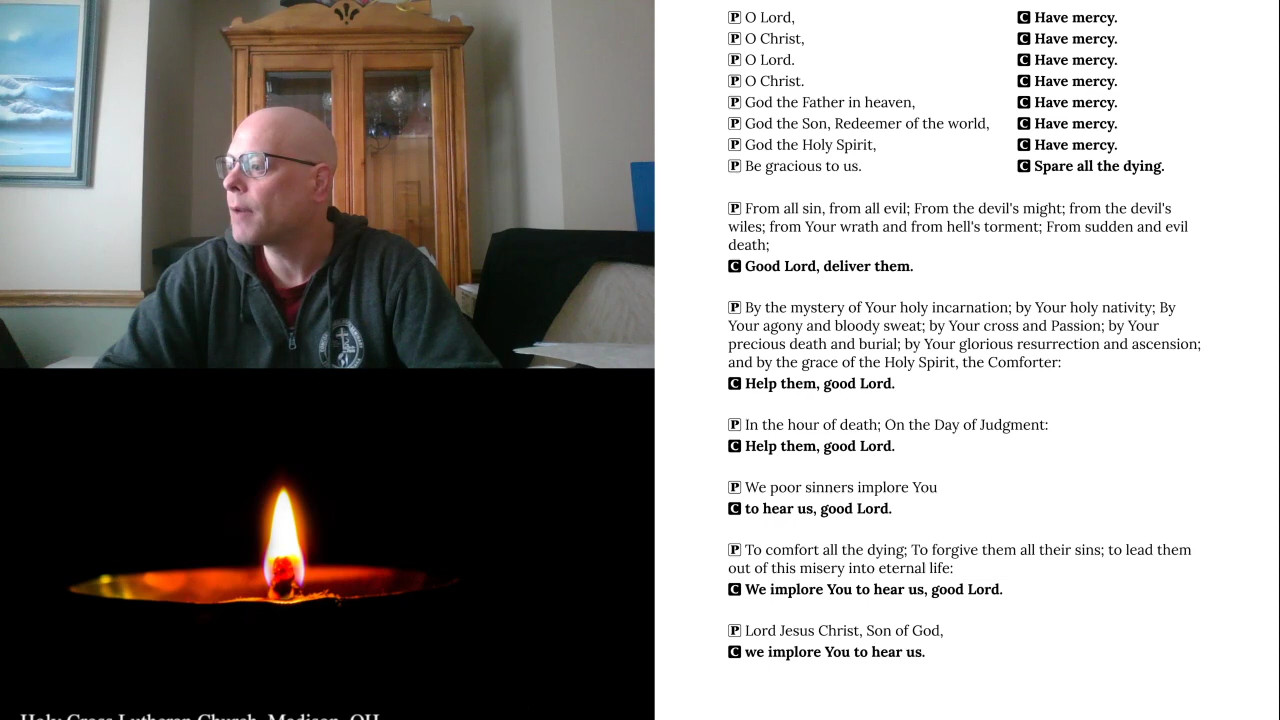 P O Lord, C Have mercy.
P O Christ, C Have mercy.
P O Lord. C Have mercy.
P O Christ. C Have mercy.
P God the Father in heaven, C Have mercy.
P God the Son, Redeemer of the world, C Have mercy.
P God the Holy Spirit, C Have mercy.
P Be gracious to us. C Spare all the dying.
P From all sin, from all evil; From the devil's might; from the devil's
wiles; from Your wrath and from hell's torment; From sudden and evil
death;
C Good Lord, deliver them.
P By the mystery of Your holy incarnation; by Your holy nativity; By
Your agony and bloody sweat; by Your cross and Passion; by Your
precious death and burial; by Your glorious resurrection and ascension;
and by the grace of the Holy Spirit, the Comforter:
C Help them, good Lord.
P In the hour of death; On the Day of Judgment:
C Help them, good Lord.
P We poor sinners implore You
C to hear us, good Lord.
P To comfort all the dying; To forgive them all their sins; to lead them
out of this misery into eternal life:
C We implore You to hear us, good Lord.
P Lord Jesus Christ, Son of God,
C we implore You to hear us.
Holy Cross Lutheran Church, Madison, OH